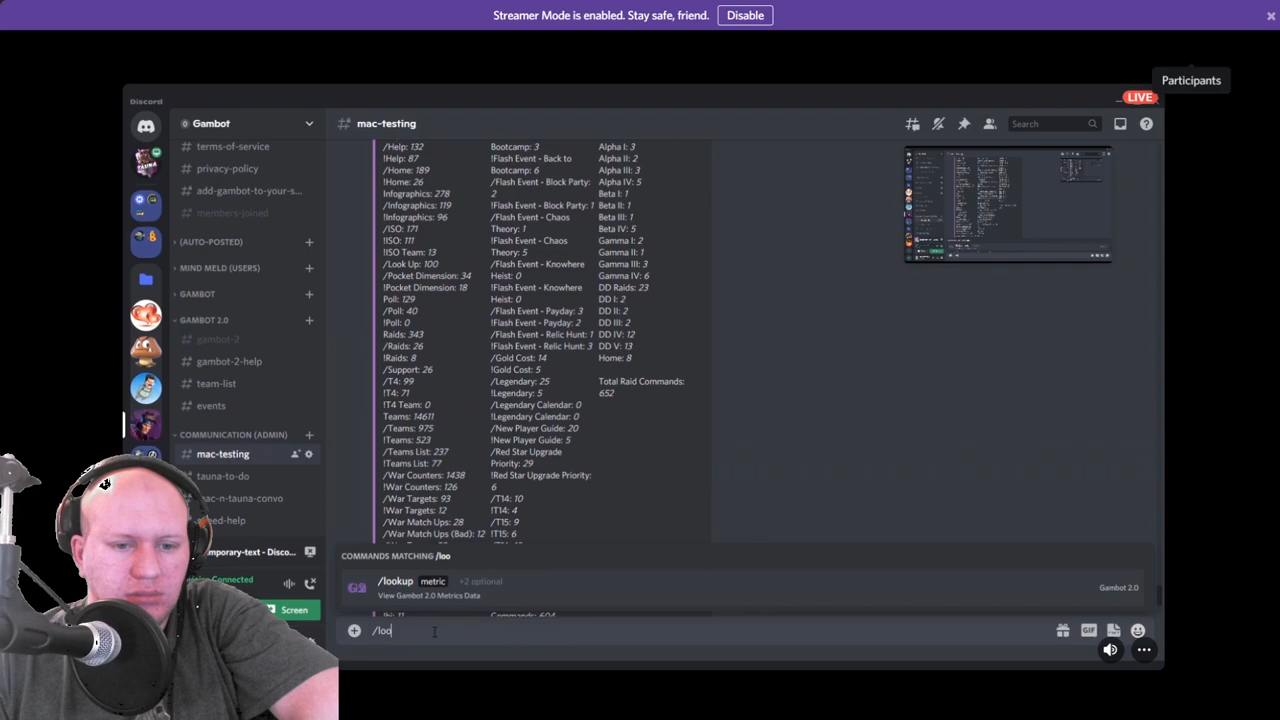 Streamer Mode is enabled. Stay safe, friend. Disable
Participants
LIVE
Discord
Gambot
mac-testing
Search
terms-of-service
privacy-policy
add-gambot-to-your-s...
members-joined
(AUTO-POSTED)
MIND MELD (USERS)
GAMBOT
GAMBOT 2.0
gambot-2
gambot-2-help
team-list
events
COMMUNICATION (ADMIN)
mac-testing
tauna-to-do
mac-n-tauna-convo
-help
mporary-text - Disco...
Connected
Screen
/Help: 132
!Help: 87
/Home: 189
!Home: 26
Infographics: 278
/Infographics: 119
!Infographics: 96
/ISO: 171
!ISO: 111
!ISO Team: 13
/Look Up: 100
/Pocket Dimension: 34
!Pocket Dimension: 18
Poll: 129
/Poll: 40
!Poll: 0
Raids: 343
/Raids: 26
!Raids: 8
/Support: 26
/T4: 99
!T4: 71
!T4 Team: 0
Teams: 14611
/Teams: 975
!Teams: 523
/Teams List: 237
!Teams List: 77
/War Counters: 1438
!War Counters: 126
/War Targets: 93
!War Targets: 12
/War Match Ups: 28
/War Match Ups (Bad): 12
Bootcamp: 3
!Flash Event - Back to
Bootcamp: 6
/Flash Event - Block Party:
2
!Flash Event - Block Party: 1
/Flash Event - Chaos
Theory: 1
!Flash Event - Chaos
Theory: 5
/Flash Event - Knowhere
Heist: 0
!Flash Event - Knowhere
Heist: 0
/Flash Event - Payday: 3
!Flash Event - Payday: 2
/Flash Event - Relic Hunt: 1
!Flash Event - Relic Hunt: 3
/Gold Cost: 14
!Gold Cost: 5
/Legendary: 25
!Legendary: 5
/Legendary Calendar: 0
!Legendary Calendar: 0
/New Player Guide: 20
!New Player Guide: 5
/Red Star Upgrade
Priority: 29
!Red Star Upgrade Priority:
6
/T14: 10
!T14: 4
/T15: 9
!T15: 6
Alpha I: 3
Alpha II: 2
Alpha III: 3
Alpha IV: 5
Beta I: 1
Beta II: 1
Beta III: 1
Beta IV: 5
Gamma I: 2
Gamma II: 1
Gamma III: 3
Gamma IV: 6
DD Raids: 23
DD I: 2
DD II: 2
DD III: 2
DD IV: 12
DD V: 13
Home: 8
Total Raid Commands:
652
COMMANDS MATCHING /loo
G2 /lookup metric +2 optional
View Gambot 2.0 Metrics Data
Gambot 2.0
/loo
GIF